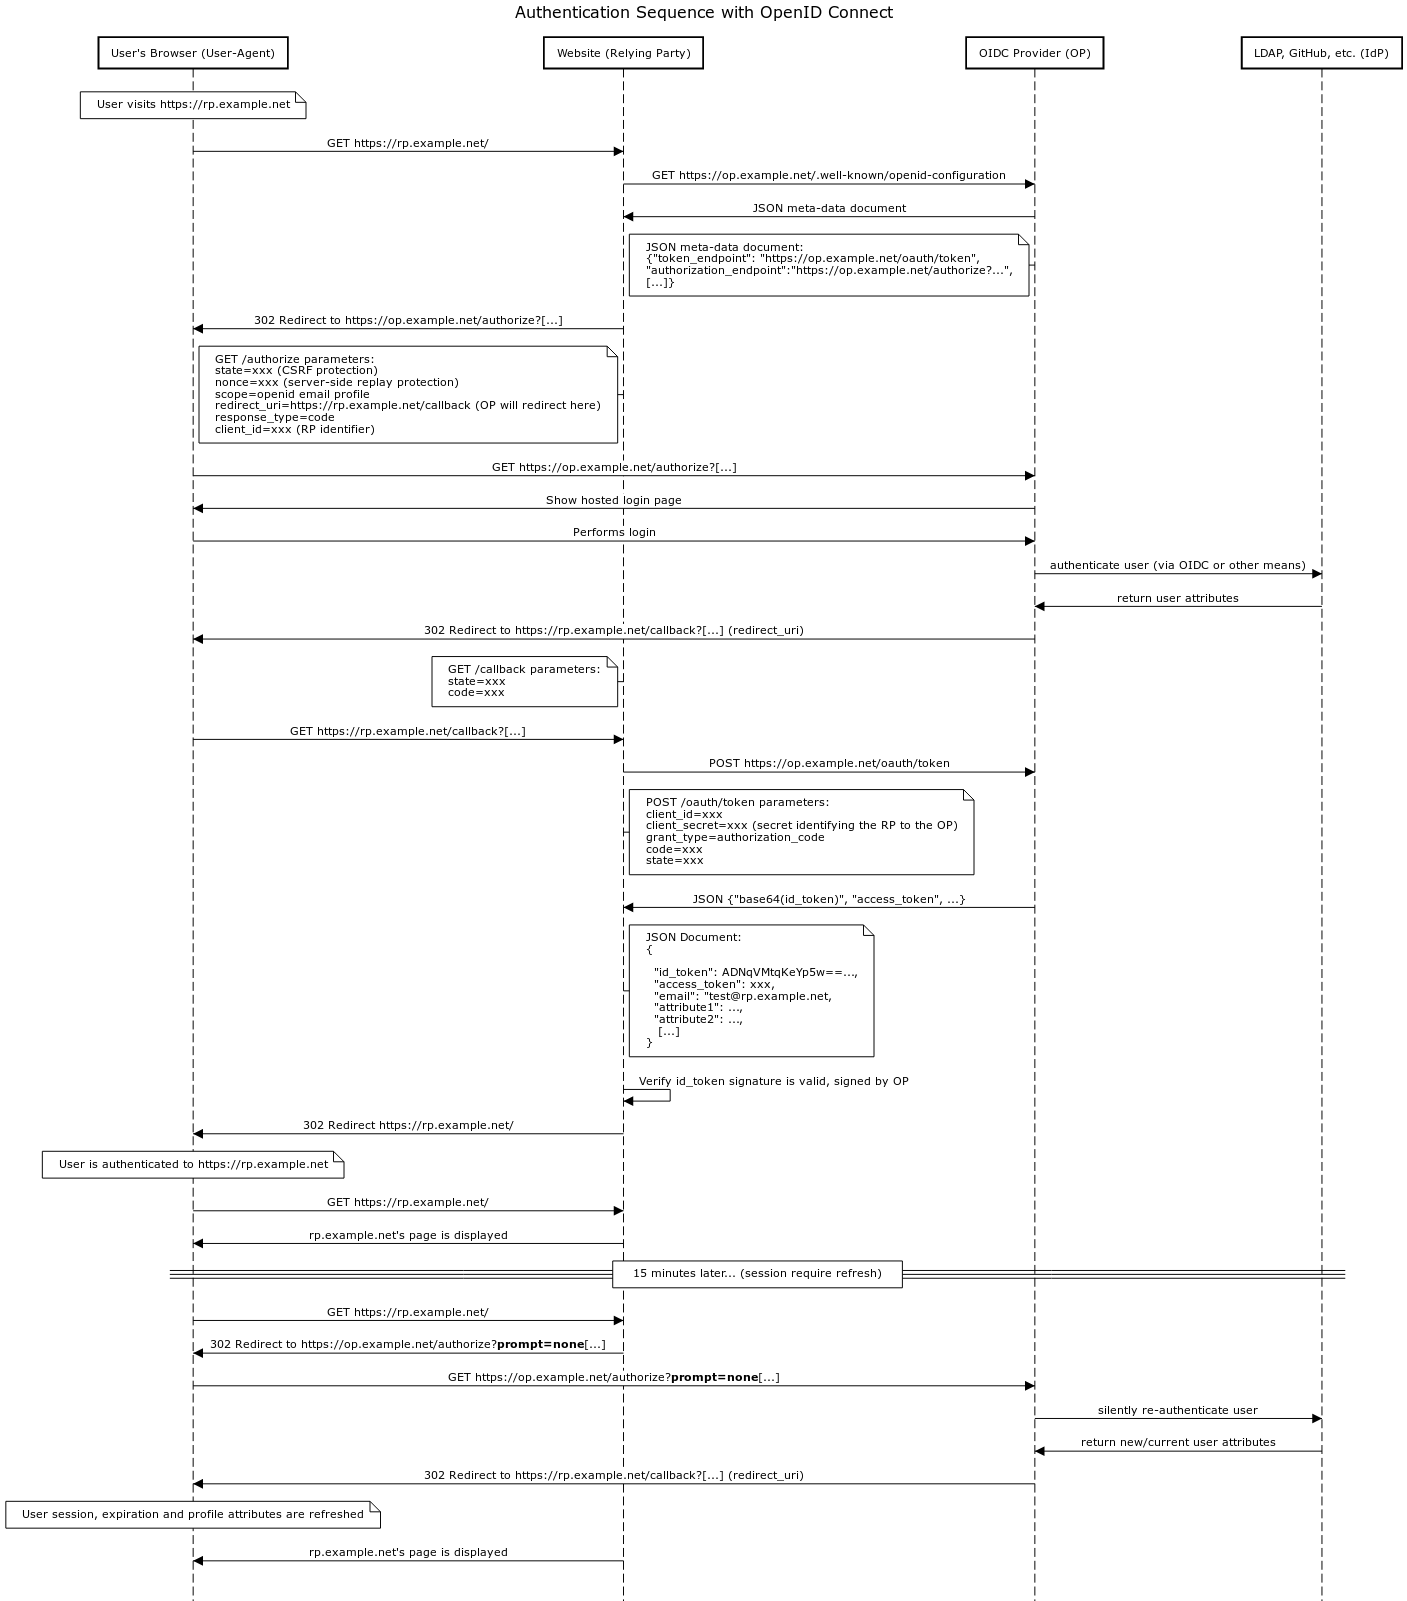 Authentication Sequence with OpenID Connect
User's Browser (User-Agent)
Website (Relying Party)
OIDC Provider (OP)
LDAP, GitHub, etc. (IdP)
User visits https://rp.example.net
GET https://rp.example.net/
GET https://op.example.net/.well-known/openid-configuration
JSON meta-data document
JSON meta-data document:
{"token_endpoint": "https://op.example.net/oauth/token",
"authorization_endpoint":"https://op.example.net/authorize?...",
[...]}
302 Redirect to https://op.example.net/authorize?[...]
GET /authorize parameters:
state=xxx (CSRF protection)
nonce=xxx (server-side replay protection)
scope=openid email profile
redirect_uri=https://rp.example.net/callback (OP will redirect here)
response_type=code
client_id=xxx (RP identifier)
GET https://op.example.net/authorize?[...]
Show hosted login page
Performs login
authenticate user (via OIDC or other means)
return user attributes
302 Redirect to https://rp.example.net/callback?[...] (redirect_uri)
GET /callback parameters:
state=xxx
code=xxx
GET https://rp.example.net/callback?[...]
POST https://op.example.net/oauth/token
POST /oauth/token parameters:
client_id=xxx
client_secret=xxx (secret identifying the RP to the OP)
grant_type=authorization_code
code=xxx
state=xxx
JSON {"base64(id_token)", "access_token", ...}
JSON Document:
{
"id_token": ADNqVMtqKeYp5w==...,
"access_token": xxx,
"email": "test@rp.example.net,
"attribute1": ...,
"attribute2": ...,
[...]
}
Verify id_token signature is valid, signed by OP
302 Redirect https://rp.example.net/
User is authenticated to https://rp.example.net
GET https://rp.example.net/
rp.example.net's page is displayed
15 minutes later... (session require refresh)
GET https://rp.example.net/
302 Redirect to https://op.example.net/authorize?prompt=none[...]
GET https://op.example.net/authorize?prompt=none[...]
silently re-authenticate user
return new/current user attributes
302 Redirect to https://rp.example.net/callback?[...] (redirect_uri)
User session, expiration and profile attributes are refreshed
rp.example.net's page is displayed